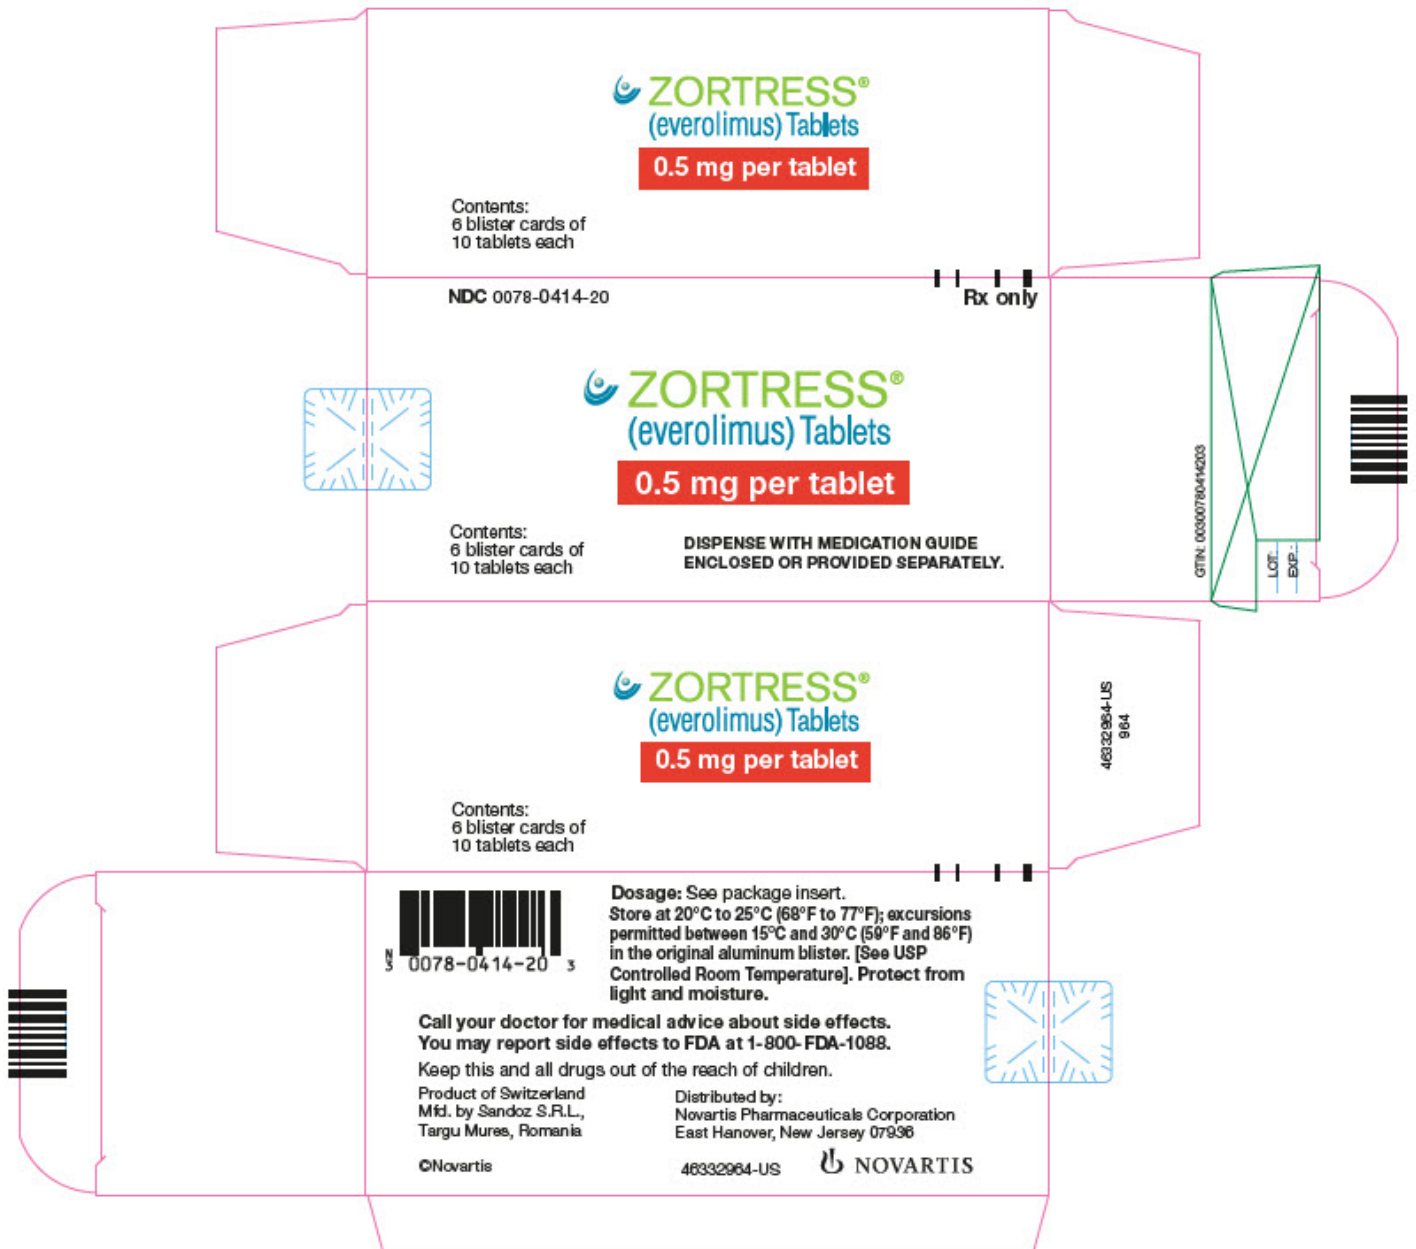 ZORTRESS®
(everolimus) Tablets
0.5 mg per tablet
Contents:
6 blister cards of
10 tablets each
NDC 0078-0414-20
Rx only
ZORTRESS®
(everolimus) Tablets
0.5 mg per tablet
Contents:
6 blister cards of
10 tablets each
DISPENSE WITH MEDICATION GUIDE
ENCLOSED OR PROVIDED SEPARATELY.
GTIN: 00300780414203
LOT:
EXP.:
ZORTRESS®
(everolimus) Tablets
0.5 mg per tablet
Contents:
6 blister cards of
10 tablets each
46332964-US
964
N3 0078-0414-20 3
Dosage: See package insert.
Store at 20°C to 25°C (68°F to 77°F); excursions
permitted between 15°C and 30°C (59°F and 86°F)
in the original aluminum blister. [See USP
Controlled Room Temperature]. Protect from
light and moisture.
Call your doctor for medical advice about side effects.
You may report side effects to FDA at 1-800-FDA-1088.
Keep this and all drugs out of the reach of children.
Product of Switzerland
Mfd. by Sandoz S.R.L.,
Targu Mures, Romania
Distributed by:
Novartis Pharmaceuticals Corporation
East Hanover, New Jersey 07936
©Novartis
46332964-US
NOVARTIS